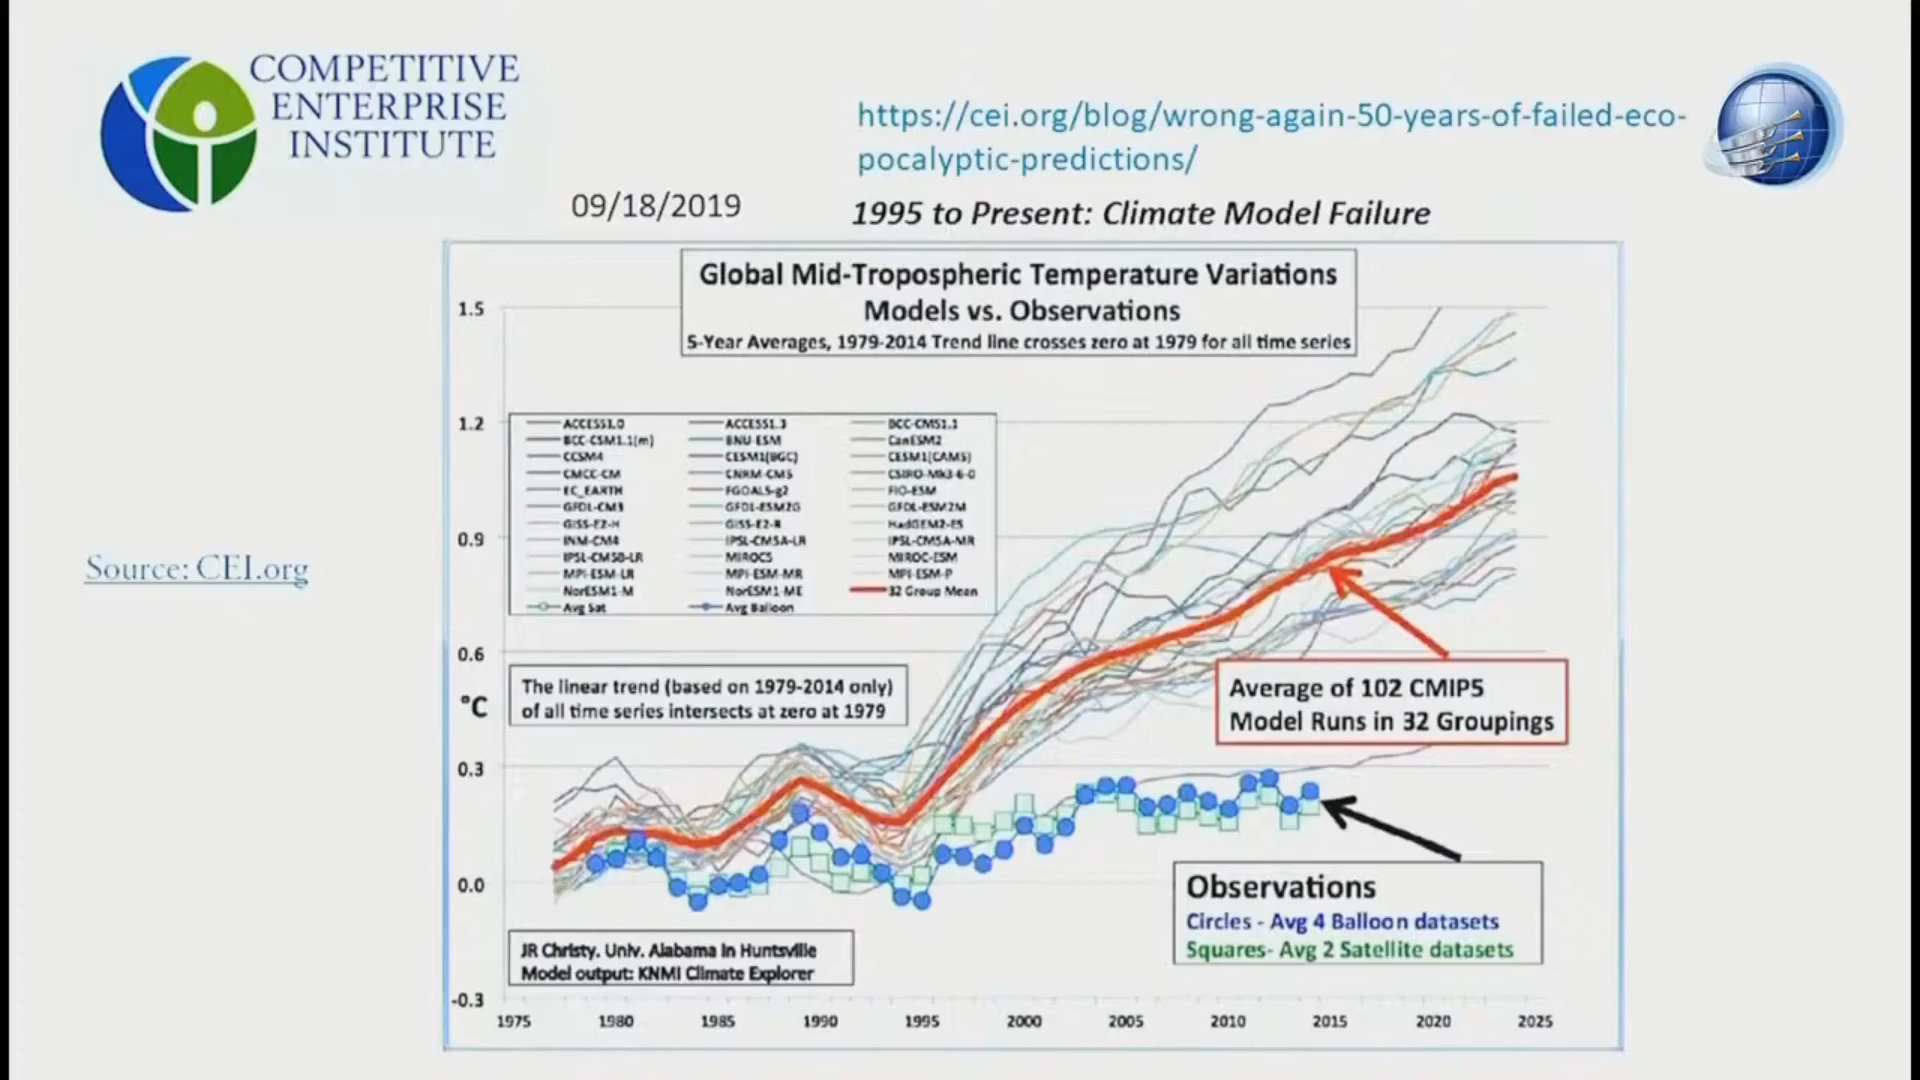 COMPETITIVE
ENTERPRISE
INSTITUTE
https://cei.org/blog/wrong-again-50-years-of-failed-eco-
pocalyptic-predictions/
09/18/2019
1995 to Present: Climate Model Failure
Global Mid-Tropospheric Temperature Variations
Models vs. Observations
5-Year Averages, 1979-2014 Trend line crosses zero at 1979 for all time series
1.5
1.2
0.9
0.6
°C
0.3
0.0
-0.3
ACCESS1.0 ACCESS1.3 BCC-CMS1.1
BCC-CSM1.1(m) BNU-ESM CanESM2
CCSM4 CESM1(BGC) CESM1(CAM5)
CMCC-CM CNRM-CM5 CSIRO-Mk3-6-0
EC_EARTH FGOALS-g2 FIO-ESM
GFDL-CM3 GFDL-ESM2G GFDL-ESM2M
GISS-E2-H GISS-E2-R HadGEM2-ES
INM-CM4 IPSL-CM5A-LR IPSL-CM5A-MR
IPSL-CM5B-LR MIROC5 MIROC-ESM
MPI-ESM-LR MPI-ESM-MR MPI-ESM-P
NorESM1-M NorESM1-ME 32 Group Mean
Avg Sat Avg Balloon
Source: CEI.org
The linear trend (based on 1979-2014 only)
of all time series intersects at zero at 1979
Average of 102 CMIP5
Model Runs in 32 Groupings
Observations
Circles - Avg 4 Balloon datasets
Squares- Avg 2 Satellite datasets
JR Christy. Univ. Alabama in Huntsville
Model output: KNMI Climate Explorer
1975 1980 1985 1990 1995 2000 2005 2010 2015 2020 2025